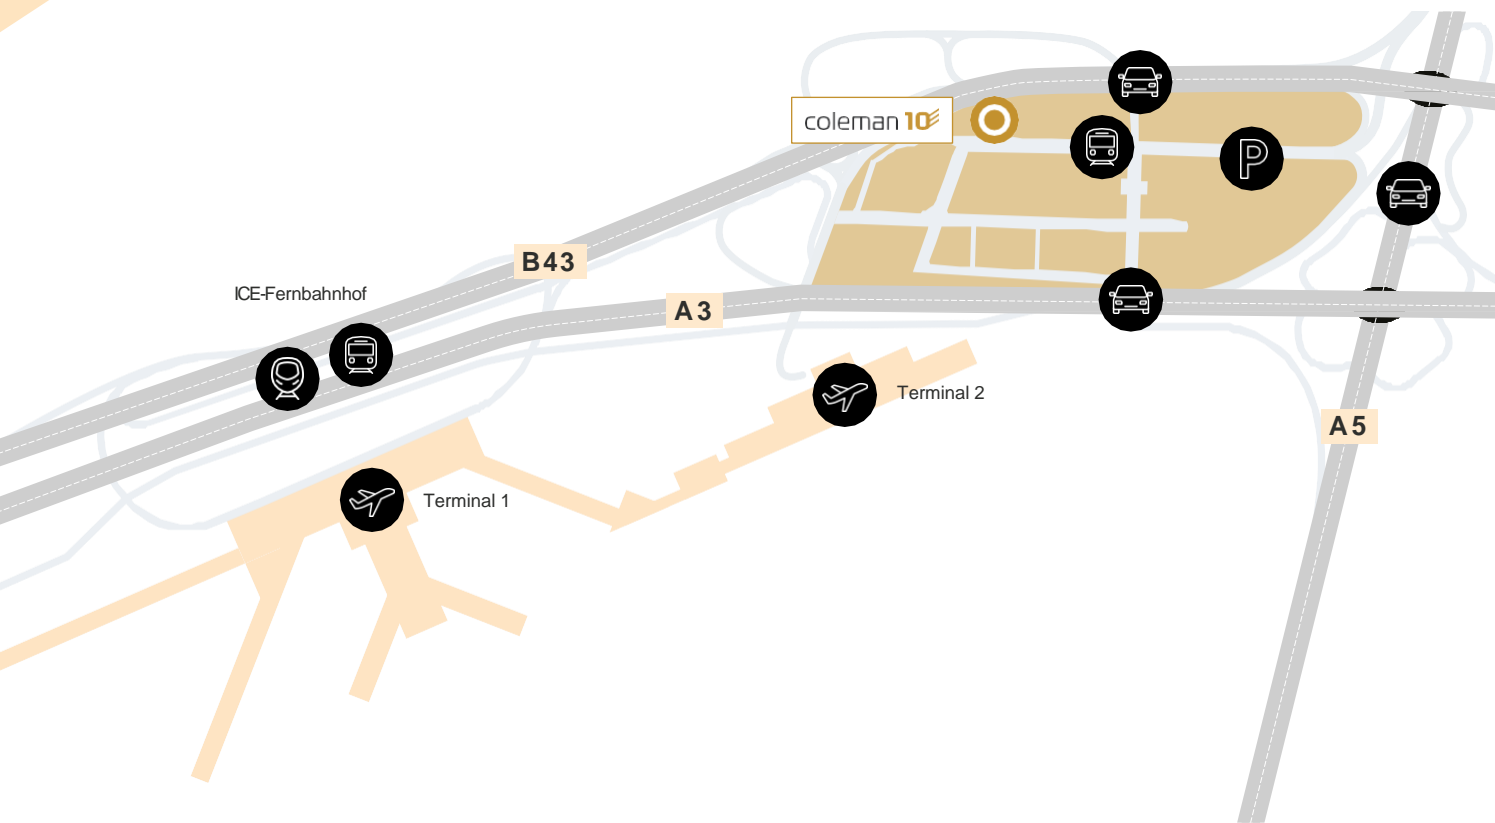 coleman 10
P
B43
ICE-Fernbahnhof
A3
Terminal 2
A5
Terminal 1